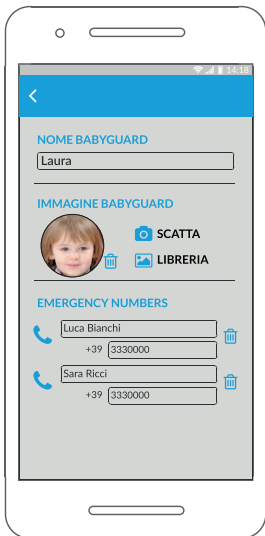 14:18
NOME BABYGUARD
Laura
IMMAGINE BABYGUARD
SCATTA
LIBRERIA
EMERGENCY NUMBERS
Luca Bianchi
+39 3330000
Sara Ricci
+39 3330000